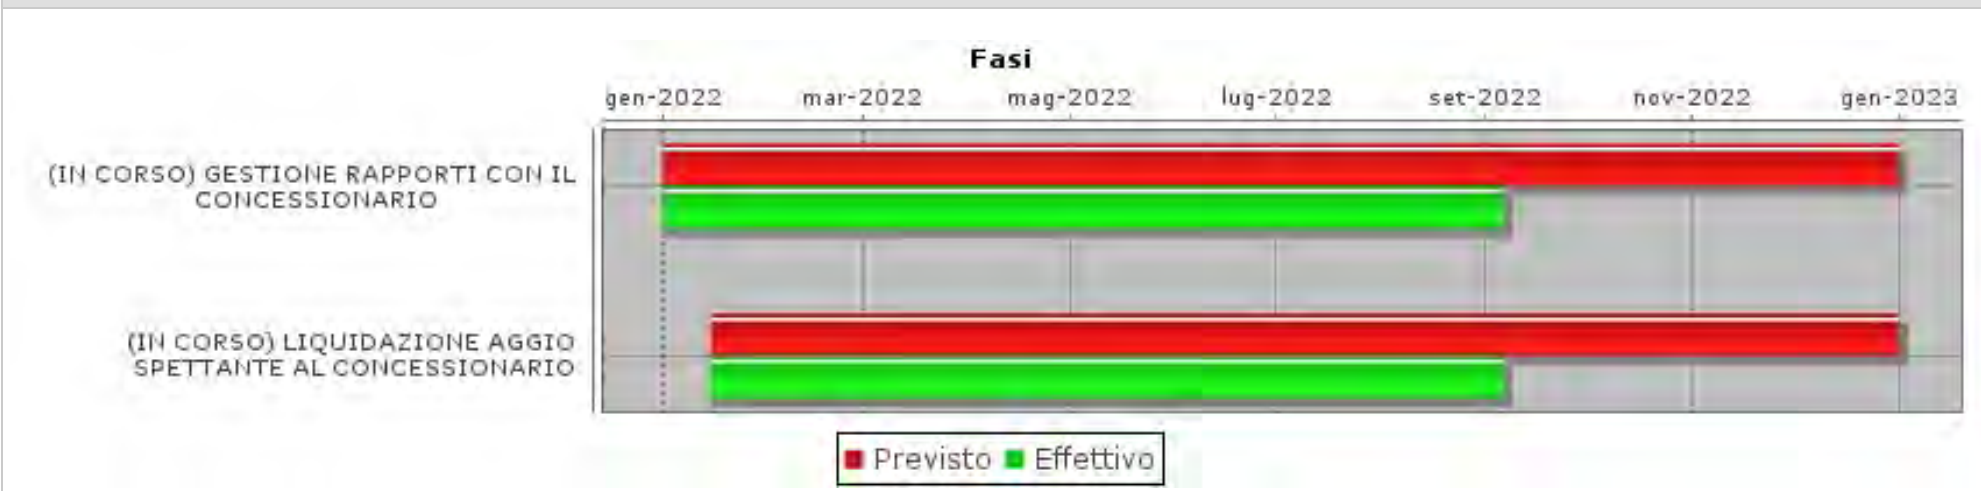 Fasi
gen-2022 mar-2022 mag-2022 lug-2022 set-2022 nov-2022 gen-2023
(IN CORSO) GESTIONE RAPPORTI CON IL
CONCESSIONARIO
(IN CORSO) LIQUIDAZIONE AGGIO
SPETTANTE AL CONCESSIONARIO
Previsto Effettivo